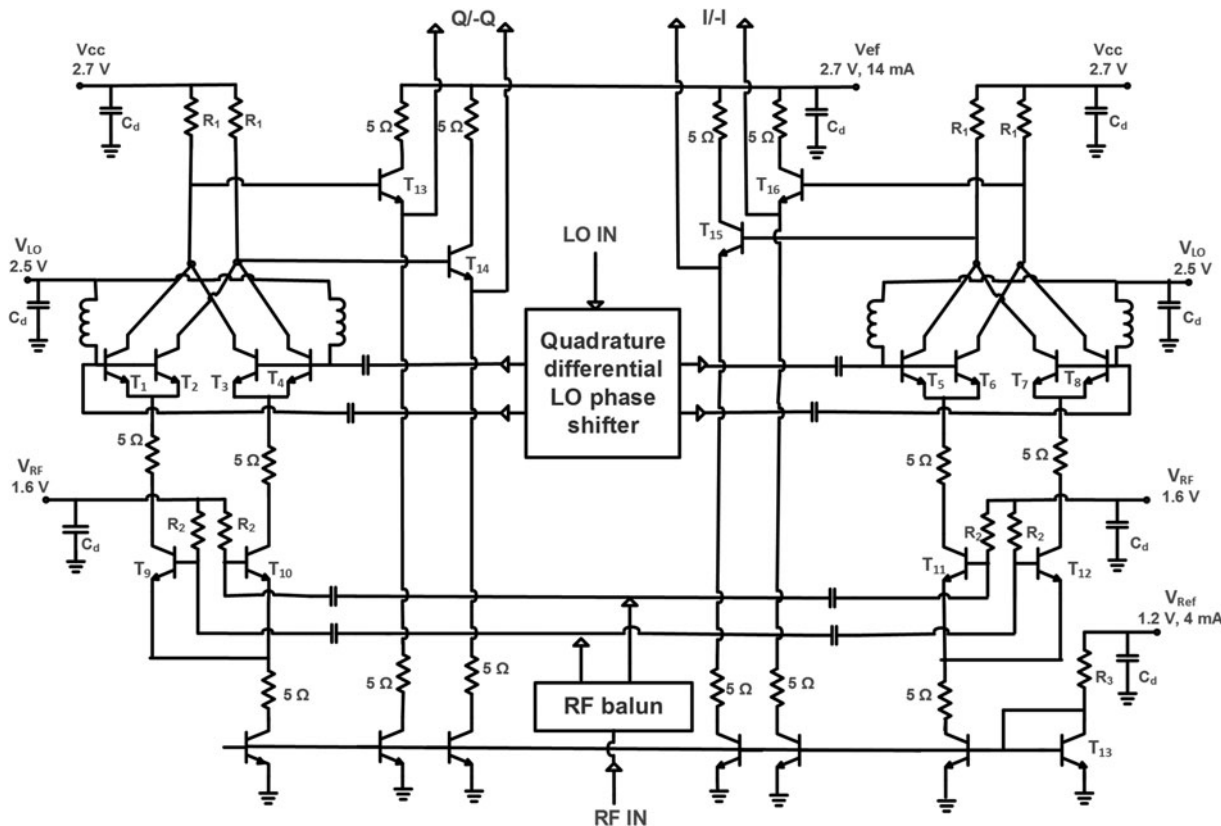 Q/-Q
I/-I
Vcc
2.7 V
Vef
2.7 V, 14 mA
Vcc
2.7 V
Cd
R1
R1
5 Ω
5 Ω
5 Ω
5 Ω
Cd
R1
R1
Cd
T13
T16
T15
T14
VLO
2.5 V
LO IN
VLO
2.5 V
Cd
Cd
Quadrature
differential
LO phase
shifter
T1
T2
T3
T4
T5
T6
T7
T8
5 Ω
5 Ω
5 Ω
5 Ω
VRF
1.6 V
VRF
1.6 V
Cd
R2
R2
R2
R2
Cd
T9
T10
T11
T12
VRef
1.2 V, 4 mA
5 Ω
5 Ω
5 Ω
RF balun
5 Ω
5 Ω
5 Ω
R3
Cd
T13
RF IN